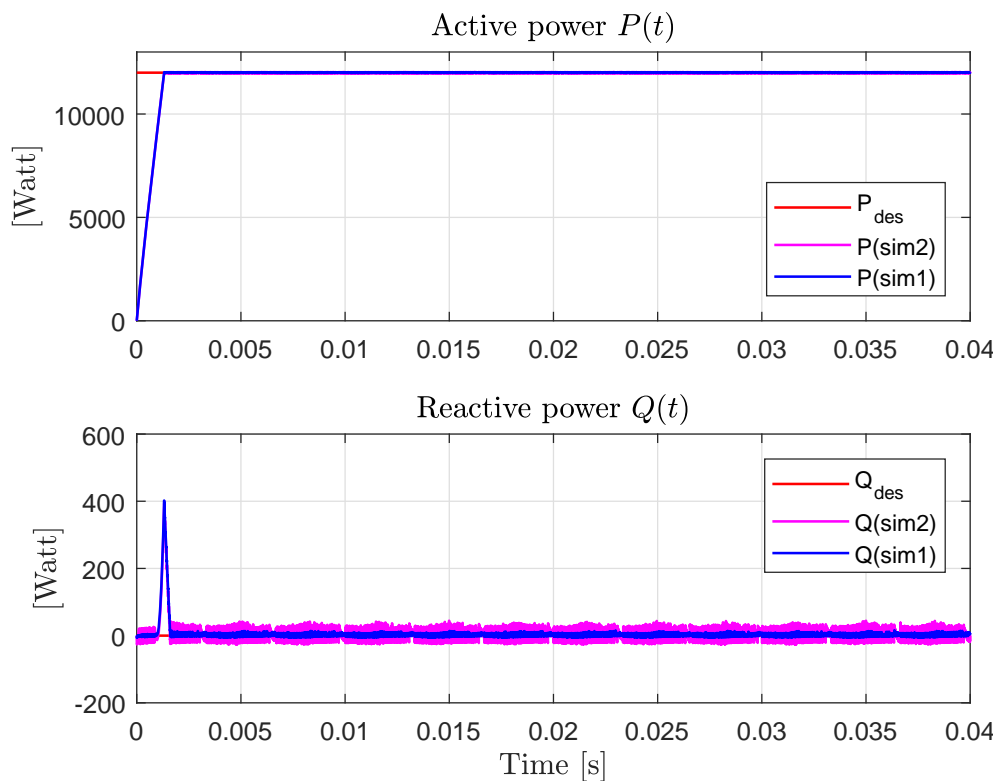 Active power P(t)
[Watt]
10000
5000
0
P_des
P(sim2)
P(sim1)
0 0.005 0.01 0.015 0.02 0.025 0.03 0.035 0.04
Reactive power Q(t)
[Watt]
600
400
200
0
-200
Q_des
Q(sim2)
Q(sim1)
0 0.005 0.01 0.015 0.02 0.025 0.03 0.035 0.04
Time [s]